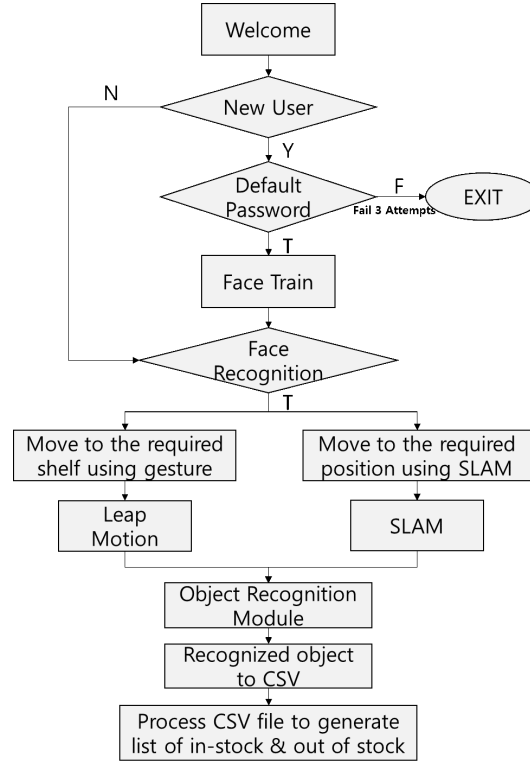 Welcome
N
New User
Y
Default
Password
F
Fail 3 Attempts
EXIT
T
Face Train
Face
Recognition
T
Move to the required
shelf using gesture
Move to the required
position using SLAM
Leap
Motion
SLAM
Object Recognition
Module
Recognized object
to CSV
Process CSV file to generate
list of in-stock & out of stock